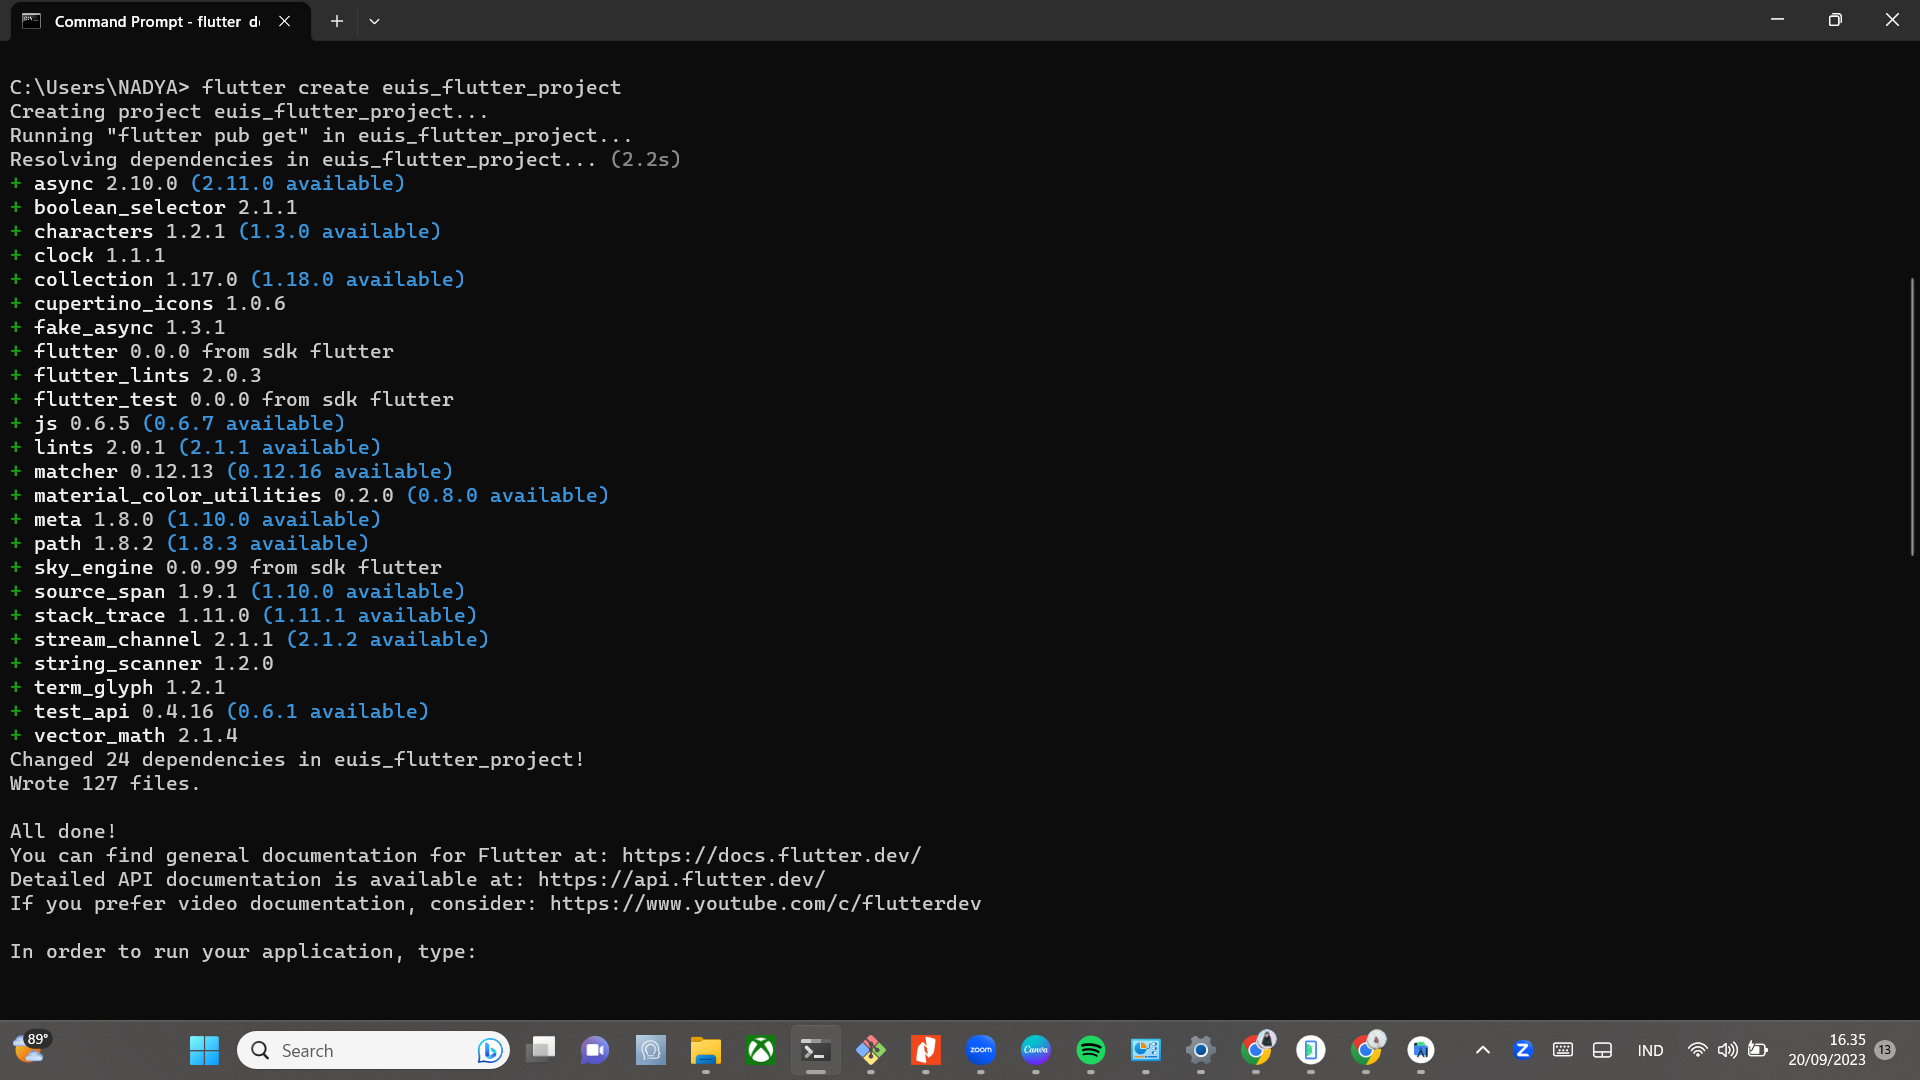 Command Prompt - flutter d
C:\Users\NADYA> flutter create euis_flutter_project
Creating project euis_flutter_project...
Running "flutter pub get" in euis_flutter_project...
Resolving dependencies in euis_flutter_project... (2.2s)
+ async 2.10.0 (2.11.0 available)
+ boolean_selector 2.1.1
+ characters 1.2.1 (1.3.0 available)
+ clock 1.1.1
+ collection 1.17.0 (1.18.0 available)
+ cupertino_icons 1.0.6
+ fake_async 1.3.1
+ flutter 0.0.0 from sdk flutter
+ flutter_lints 2.0.3
+ flutter_test 0.0.0 from sdk flutter
+ js 0.6.5 (0.6.7 available)
+ lints 2.0.1 (2.1.1 available)
+ matcher 0.12.13 (0.12.16 available)
+ material_color_utilities 0.2.0 (0.8.0 available)
+ meta 1.8.0 (1.10.0 available)
+ path 1.8.2 (1.8.3 available)
+ sky_engine 0.0.99 from sdk flutter
+ source_span 1.9.1 (1.10.0 available)
+ stack_trace 1.11.0 (1.11.1 available)
+ stream_channel 2.1.1 (2.1.2 available)
+ string_scanner 1.2.0
+ term_glyph 1.2.1
+ test_api 0.4.16 (0.6.1 available)
+ vector_math 2.1.4
Changed 24 dependencies in euis_flutter_project!
Wrote 127 files.
All done!
You can find general documentation for Flutter at: https://docs.flutter.dev/
Detailed API documentation is available at: https://api.flutter.dev/
If you prefer video documentation, consider: https://www.youtube.com/c/flutterdev
In order to run your application, type:
89°
Search
zoom
Canva
AI
Z
IND
16.35
20/09/2023
13